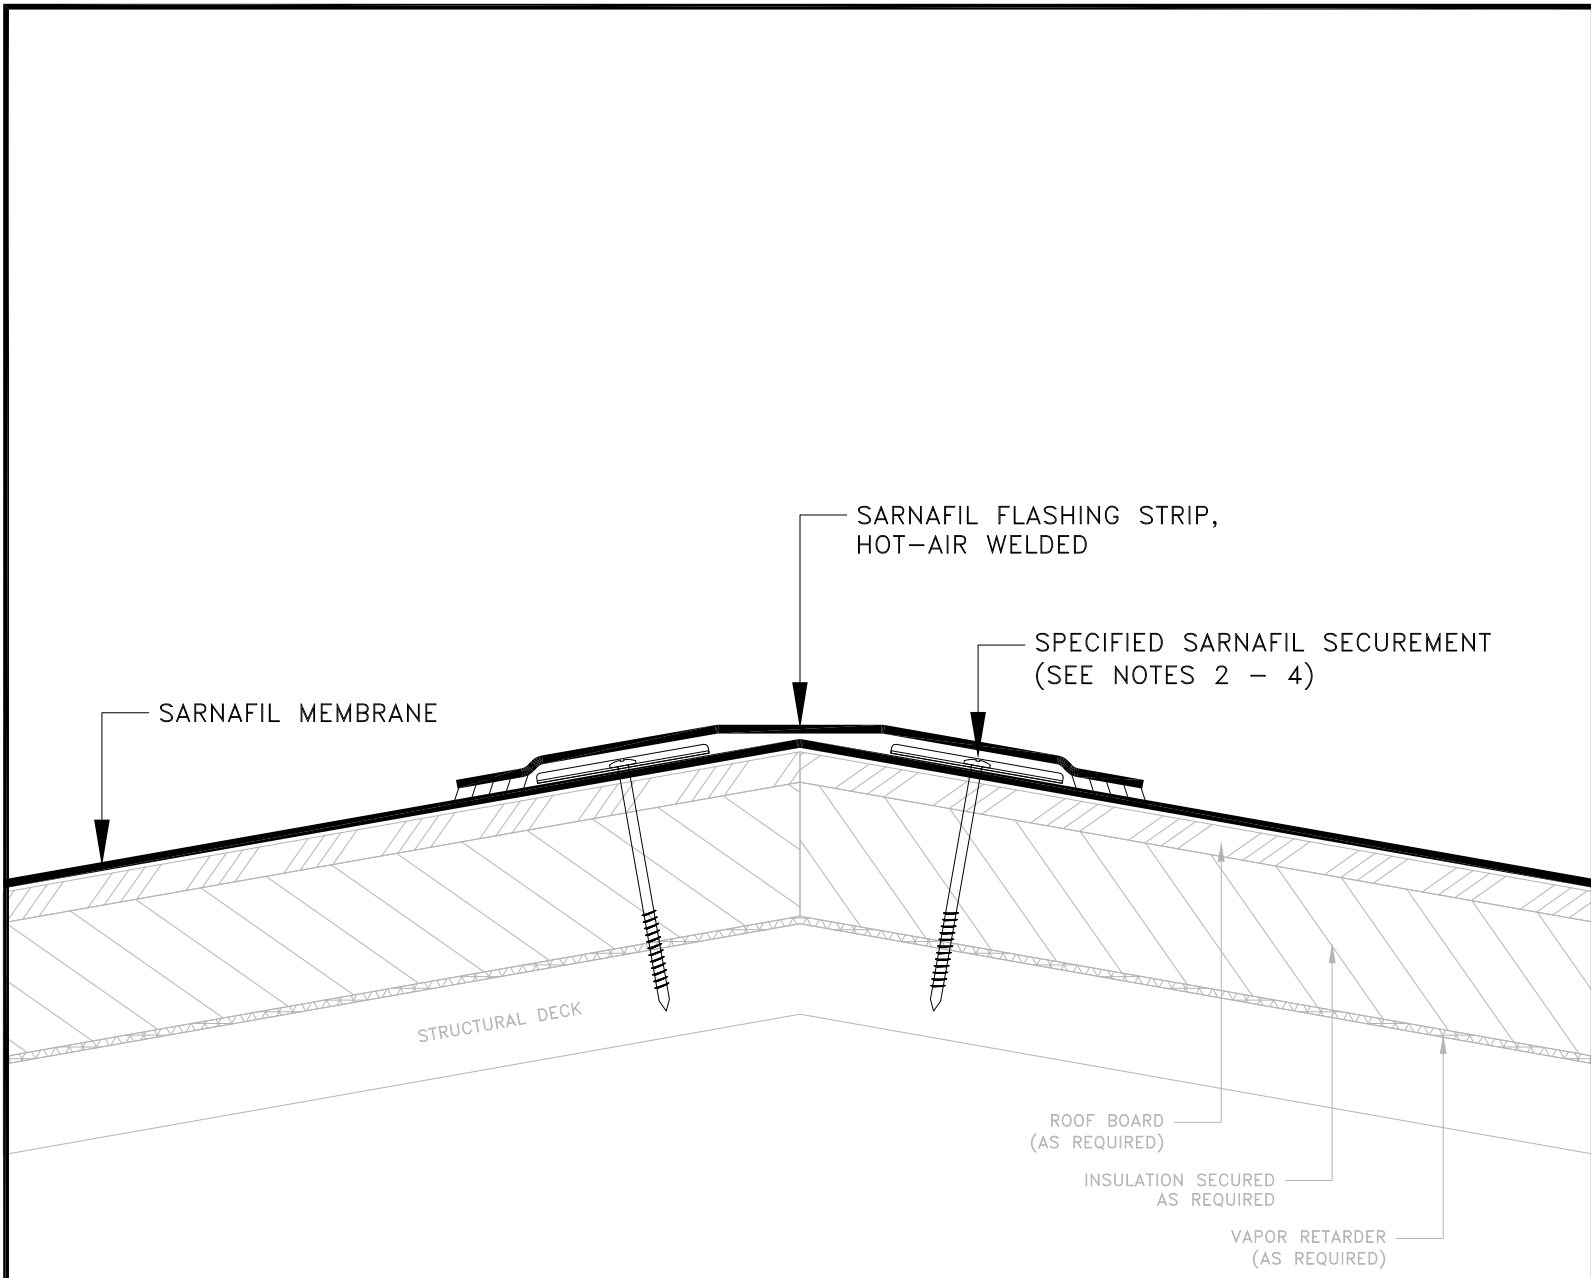 SARNAFIL FLASHING STRIP,
HOT-AIR WELDED
SPECIFIED SARNAFIL SECUREMENT
(SEE NOTES 2 - 4)
SARNAFIL MEMBRANE
STRUCTURAL DECK
ROOF BOARD
(AS REQUIRED)
INSULATION SECURED
AS REQUIRED
VAPOR RETARDER
(AS REQUIRED)